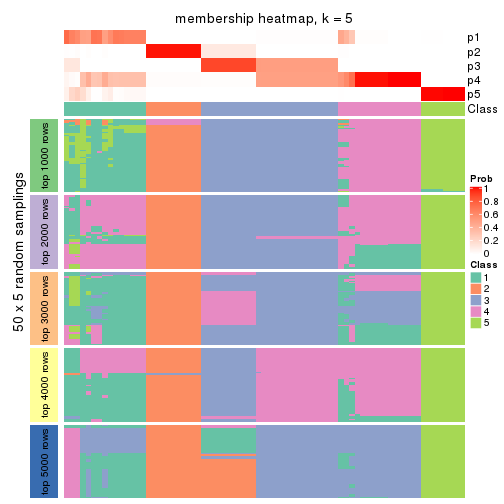 membership heatmap, k = 5
p1
p2
p3
p4
p5
Class
50 x 5 random samplings
top 1000 rows
top 2000 rows
top 3000 rows
top 4000 rows
top 5000 rows
Prob
1
0.8
0.6
0.4
0.2
0
Class
1
2
3
4
5